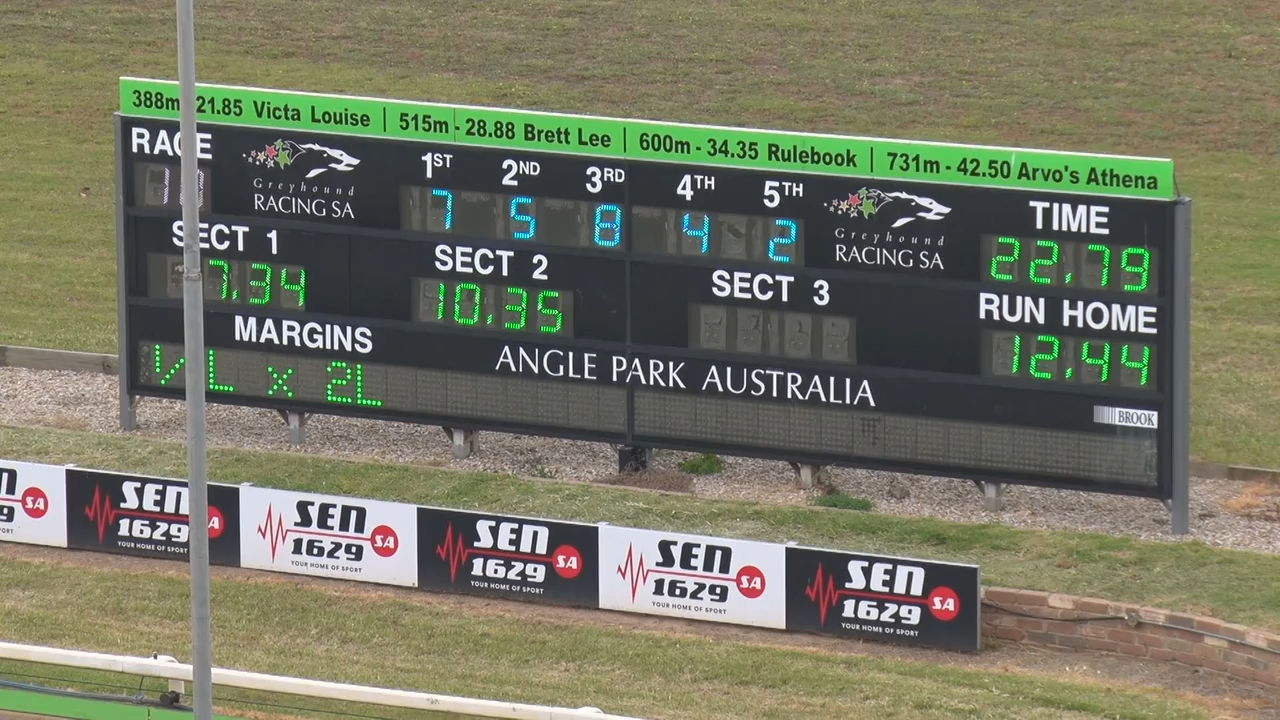 388m 21.85 Victa Louise | 515m - 28.88 Brett Lee | 600m - 34.35 Rulebook | 731m - 42.50 Arvo's Athena
RACE
10
Greyhound
RACING SA
1ST 2ND 3RD 4TH 5TH
7 5 8 4 2
Greyhound
RACING SA
TIME
22.79
SECT 1
7.34
SECT 2
10.35
SECT 3
RUN HOME
12.44
MARGINS
L x 2L
ANGLE PARK AUSTRALIA
BROOK
9 SA
PORT
SEN
1629 SA
YOUR HOME OF SPORT
SEN
1629 SA
YOUR HOME OF SPORT
SEN
1629 SA
YOUR HOME OF SPORT
SEN
1629 SA
YOUR HOME OF SPORT
SEN
1629 SA
YOUR HOME OF SPORT